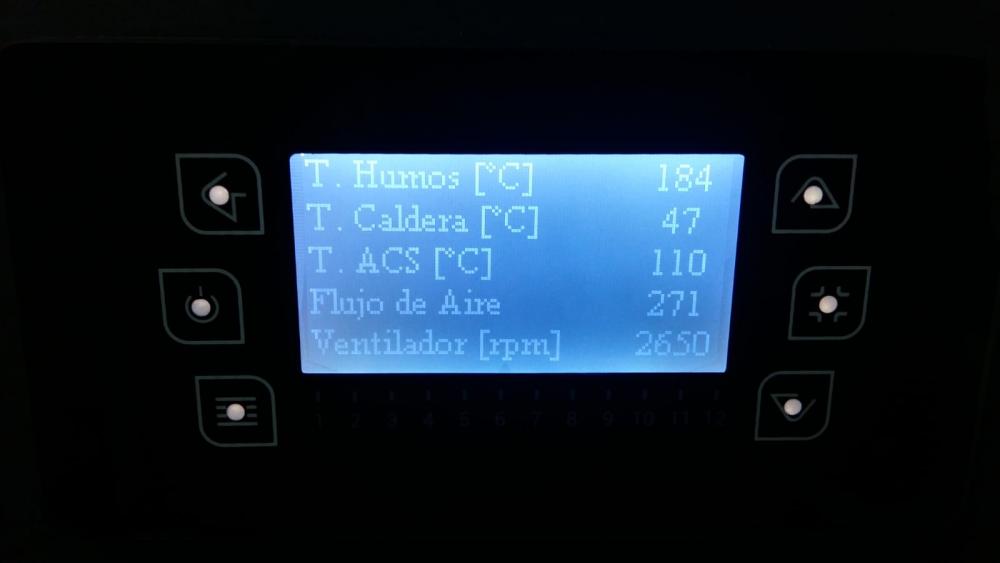 T. Humos [°C] 184
T. Caldera [°C] 47
T. ACS [°C] 110
Flujo de Aire 271
Ventilador [rpm] 2650
1 2 3 4 5 6 7 8 9 10 11 12